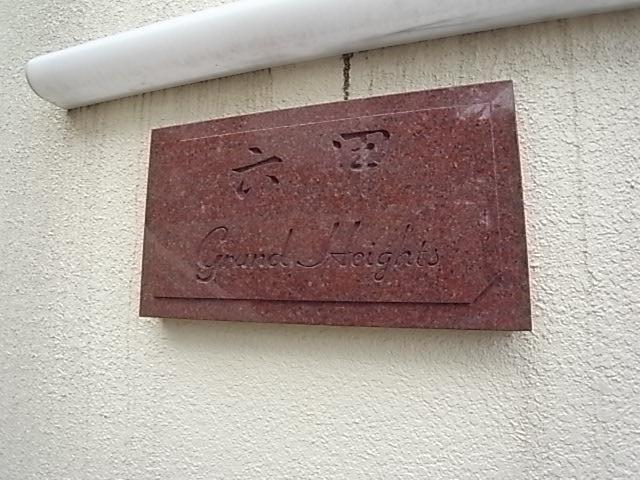 六甲
Grand Heights